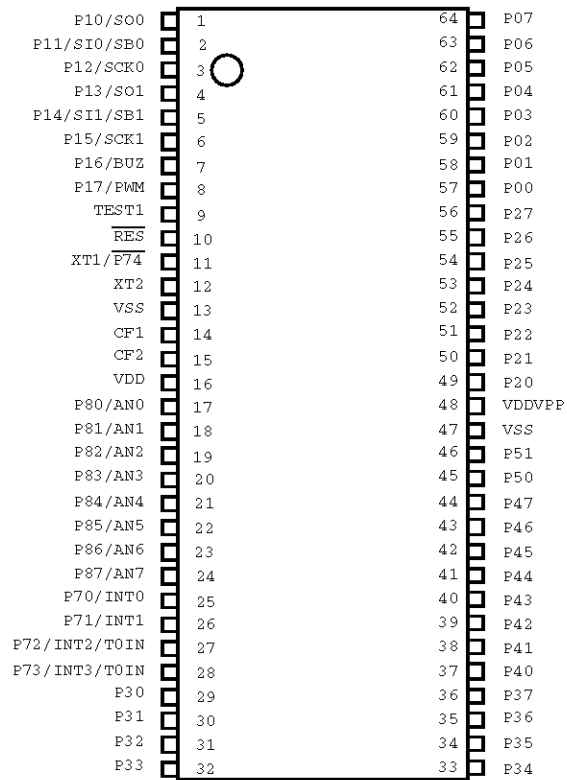 P10/SO0 1 64 P07
P11/SI0/SB0 2 63 P06
P12/SCK0 3 62 P05
P13/SO1 4 61 P04
P14/SI1/SB1 5 60 P03
P15/SCK1 6 59 P02
P16/BUZ 7 58 P01
P17/PWM 8 57 P00
TEST1 9 56 P27
RES 10 55 P26
XT1/P74 11 54 P25
XT2 12 53 P24
VSS 13 52 P23
CF1 14 51 P22
CF2 15 50 P21
VDD 16 49 P20
P80/AN0 17 48 VDDVPP
P81/AN1 18 47 VSS
P82/AN2 19 46 P51
P83/AN3 20 45 P50
P84/AN4 21 44 P47
P85/AN5 22 43 P46
P86/AN6 23 42 P45
P87/AN7 24 41 P44
P70/INT0 25 40 P43
P71/INT1 26 39 P42
P72/INT2/T0IN 27 38 P41
P73/INT3/T0IN 28 37 P40
P30 29 36 P37
P31 30 35 P36
P32 31 34 P35
P33 32 33 P34